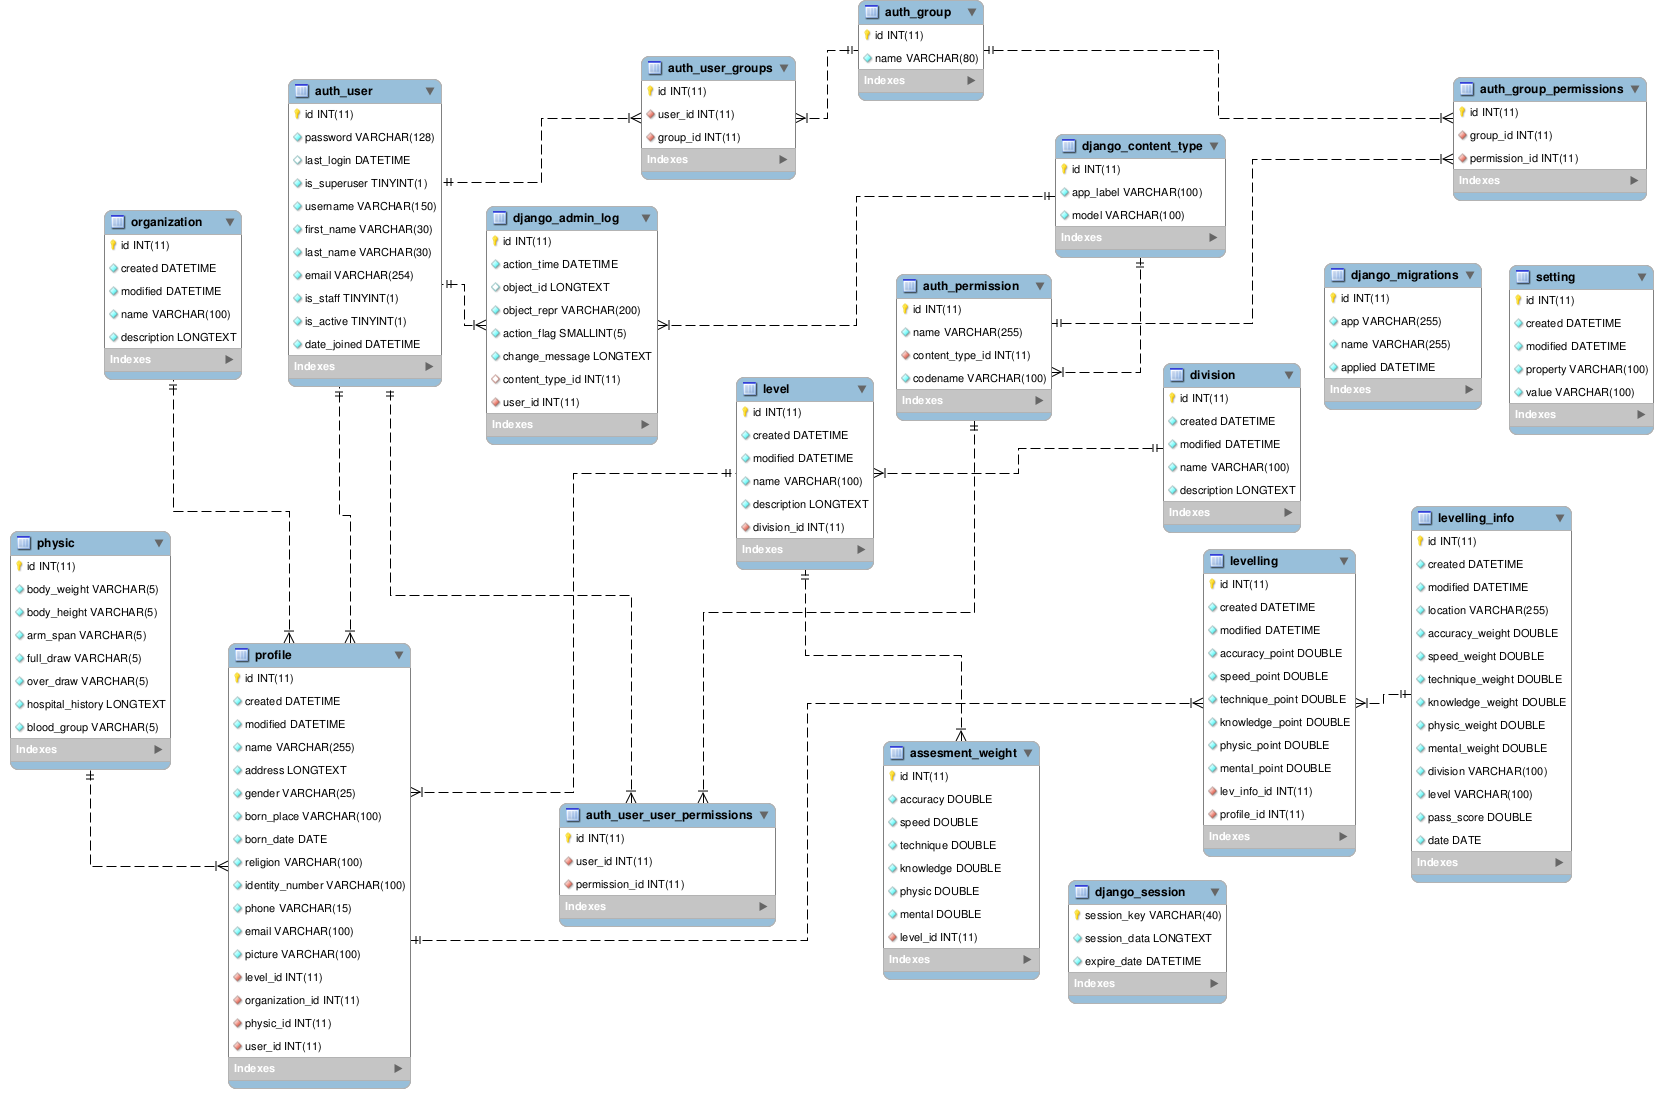 auth_group
id INT(11)
name VARCHAR(80)
Indexes
auth_user_groups
id INT(11)
user_id INT(11)
group_id INT(11)
Indexes
auth_group_permissions
id INT(11)
group_id INT(11)
permission_id INT(11)
Indexes
auth_user
id INT(11)
password VARCHAR(128)
last_login DATETIME
is_superuser TINYINT(1)
username VARCHAR(150)
first_name VARCHAR(30)
last_name VARCHAR(30)
email VARCHAR(254)
is_staff TINYINT(1)
is_active TINYINT(1)
date_joined DATETIME
Indexes
django_content_type
id INT(11)
app_label VARCHAR(100)
model VARCHAR(100)
Indexes
organization
id INT(11)
created DATETIME
modified DATETIME
name VARCHAR(100)
description LONGTEXT
Indexes
django_admin_log
id INT(11)
action_time DATETIME
object_id LONGTEXT
object_repr VARCHAR(200)
action_flag SMALLINT(5)
change_message LONGTEXT
content_type_id INT(11)
user_id INT(11)
Indexes
auth_permission
id INT(11)
name VARCHAR(255)
content_type_id INT(11)
codename VARCHAR(100)
Indexes
django_migrations
id INT(11)
app VARCHAR(255)
name VARCHAR(255)
applied DATETIME
Indexes
setting
id INT(11)
created DATETIME
modified DATETIME
property VARCHAR(100)
value VARCHAR(100)
Indexes
level
id INT(11)
created DATETIME
modified DATETIME
name VARCHAR(100)
description LONGTEXT
division_id INT(11)
Indexes
division
id INT(11)
created DATETIME
modified DATETIME
name VARCHAR(100)
description LONGTEXT
Indexes
physic
id INT(11)
body_weight VARCHAR(5)
body_height VARCHAR(5)
arm_span VARCHAR(5)
full_draw VARCHAR(5)
over_draw VARCHAR(5)
hospital_history LONGTEXT
blood_group VARCHAR(5)
Indexes
levelling
id INT(11)
created DATETIME
modified DATETIME
accuracy_point DOUBLE
speed_point DOUBLE
technique_point DOUBLE
knowledge_point DOUBLE
physic_point DOUBLE
mental_point DOUBLE
lev_info_id INT(11)
profile_id INT(11)
Indexes
levelling_info
id INT(11)
created DATETIME
modified DATETIME
location VARCHAR(255)
accuracy_weight DOUBLE
speed_weight DOUBLE
technique_weight DOUBLE
knowledge_weight DOUBLE
physic_weight DOUBLE
mental_weight DOUBLE
division VARCHAR(100)
level VARCHAR(100)
pass_score DOUBLE
date DATE
Indexes
profile
id INT(11)
created DATETIME
modified DATETIME
name VARCHAR(255)
address LONGTEXT
gender VARCHAR(25)
born_place VARCHAR(100)
born_date DATE
religion VARCHAR(100)
identity_number VARCHAR(100)
phone VARCHAR(15)
email VARCHAR(100)
picture VARCHAR(100)
level_id INT(11)
organization_id INT(11)
physic_id INT(11)
user_id INT(11)
Indexes
auth_user_user_permissions
id INT(11)
user_id INT(11)
permission_id INT(11)
Indexes
assesment_weight
id INT(11)
accuracy DOUBLE
speed DOUBLE
technique DOUBLE
knowledge DOUBLE
physic DOUBLE
mental DOUBLE
level_id INT(11)
Indexes
django_session
session_key VARCHAR(40)
session_data LONGTEXT
expire_date DATETIME
Indexes